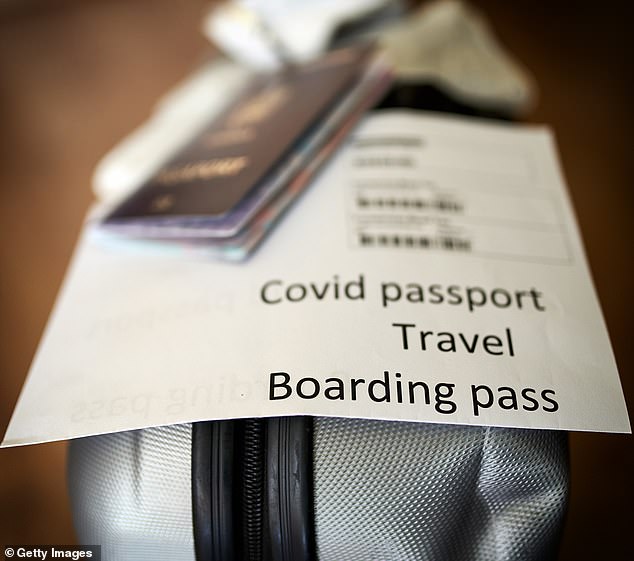 Covid passport
Travel
Boarding pass
© Getty Images